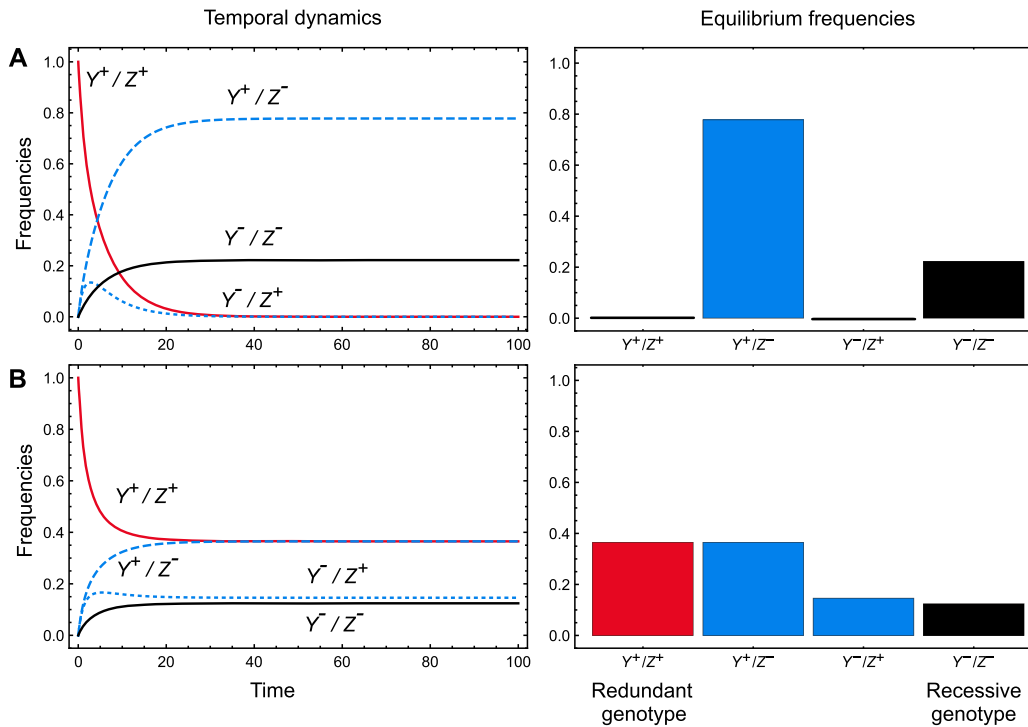 Temporal dynamics
Equilibrium frequencies
A
Frequencies
1.0
0.8
0.6
0.4
0.2
0.0
Y⁺/Z⁺
Y⁺/Z⁻
Y⁻/Z⁻
Y⁻/Z⁺
0 20 40 60 80 100
1.0
0.8
0.6
0.4
0.2
0.0
Y⁺/Z⁺ Y⁺/Z⁻ Y⁻/Z⁺ Y⁻/Z⁻
B
Frequencies
1.0
0.8
0.6
0.4
0.2
0.0
Y⁺/Z⁺
Y⁺/Z⁻
Y⁻/Z⁺
Y⁻/Z⁻
0 20 40 60 80 100
Time
1.0
0.8
0.6
0.4
0.2
0.0
Y⁺/Z⁺ Y⁺/Z⁻ Y⁻/Z⁺ Y⁻/Z⁻
Redundant
genotype
Recessive
genotype